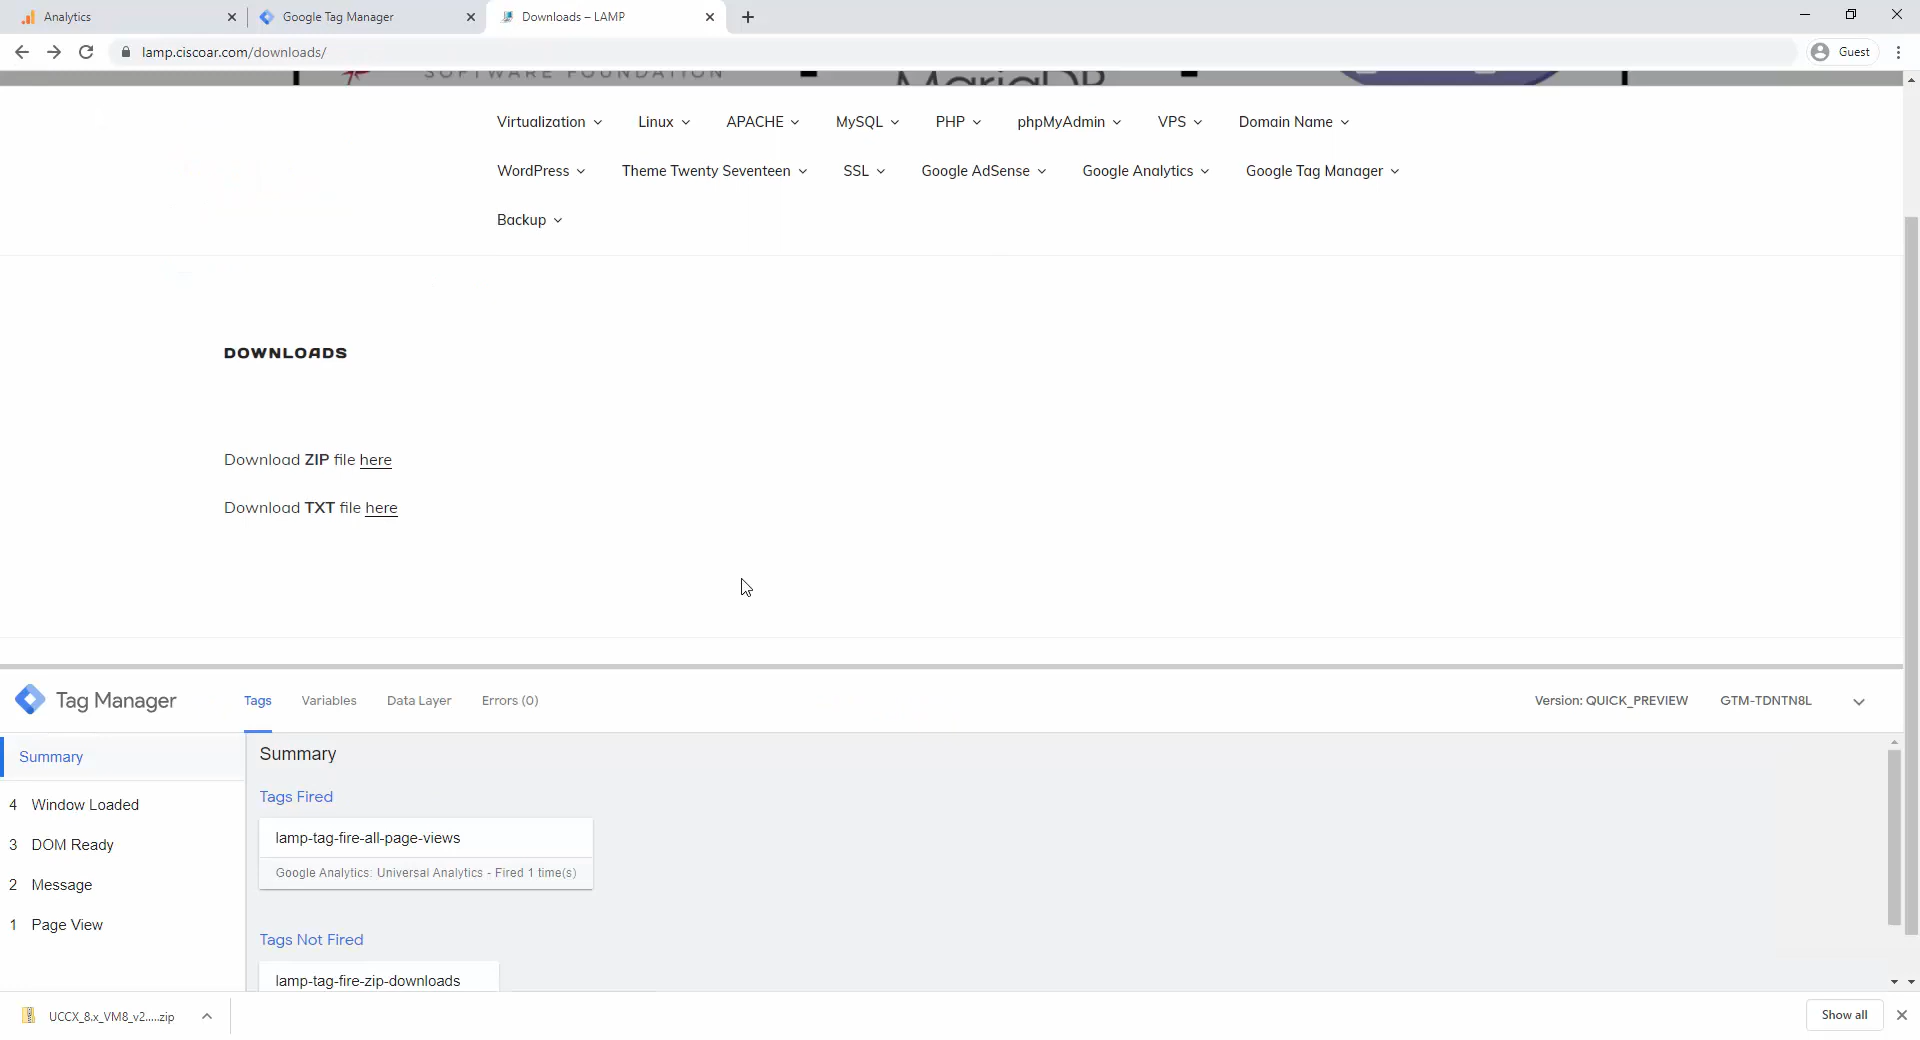 Analytics
Google Tag Manager
Downloads – LAMP
lamp.ciscoar.com/downloads/
Guest
SOFTWARE FOUNDATION
MariaDB
Virtualization
Linux
APACHE
MySQL
PHP
phpMyAdmin
VPS
Domain Name
WordPress
Theme Twenty Seventeen
SSL
Google AdSense
Google Analytics
Google Tag Manager
Backup
DOWNLOADS
Download ZIP file here
Download TXT file here
Tag Manager
Tags
Variables
Data Layer
Errors (0)
Version: QUICK_PREVIEW
GTM-TDNTN8L
Summary
4 Window Loaded
3 DOM Ready
2 Message
1 Page View
Summary
Tags Fired
lamp-tag-fire-all-page-views
Google Analytics: Universal Analytics - Fired 1 time(s)
Tags Not Fired
lamp-tag-fire-zip-downloads
UCCX_8.x_VM8_v2.....zip
Show all